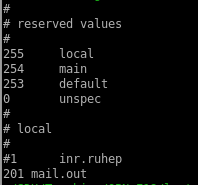 #
# reserved values
#
255 local
254 main
253 default
0 unspec
#
# local
#
#1 inr.ruhep
201 mail.out